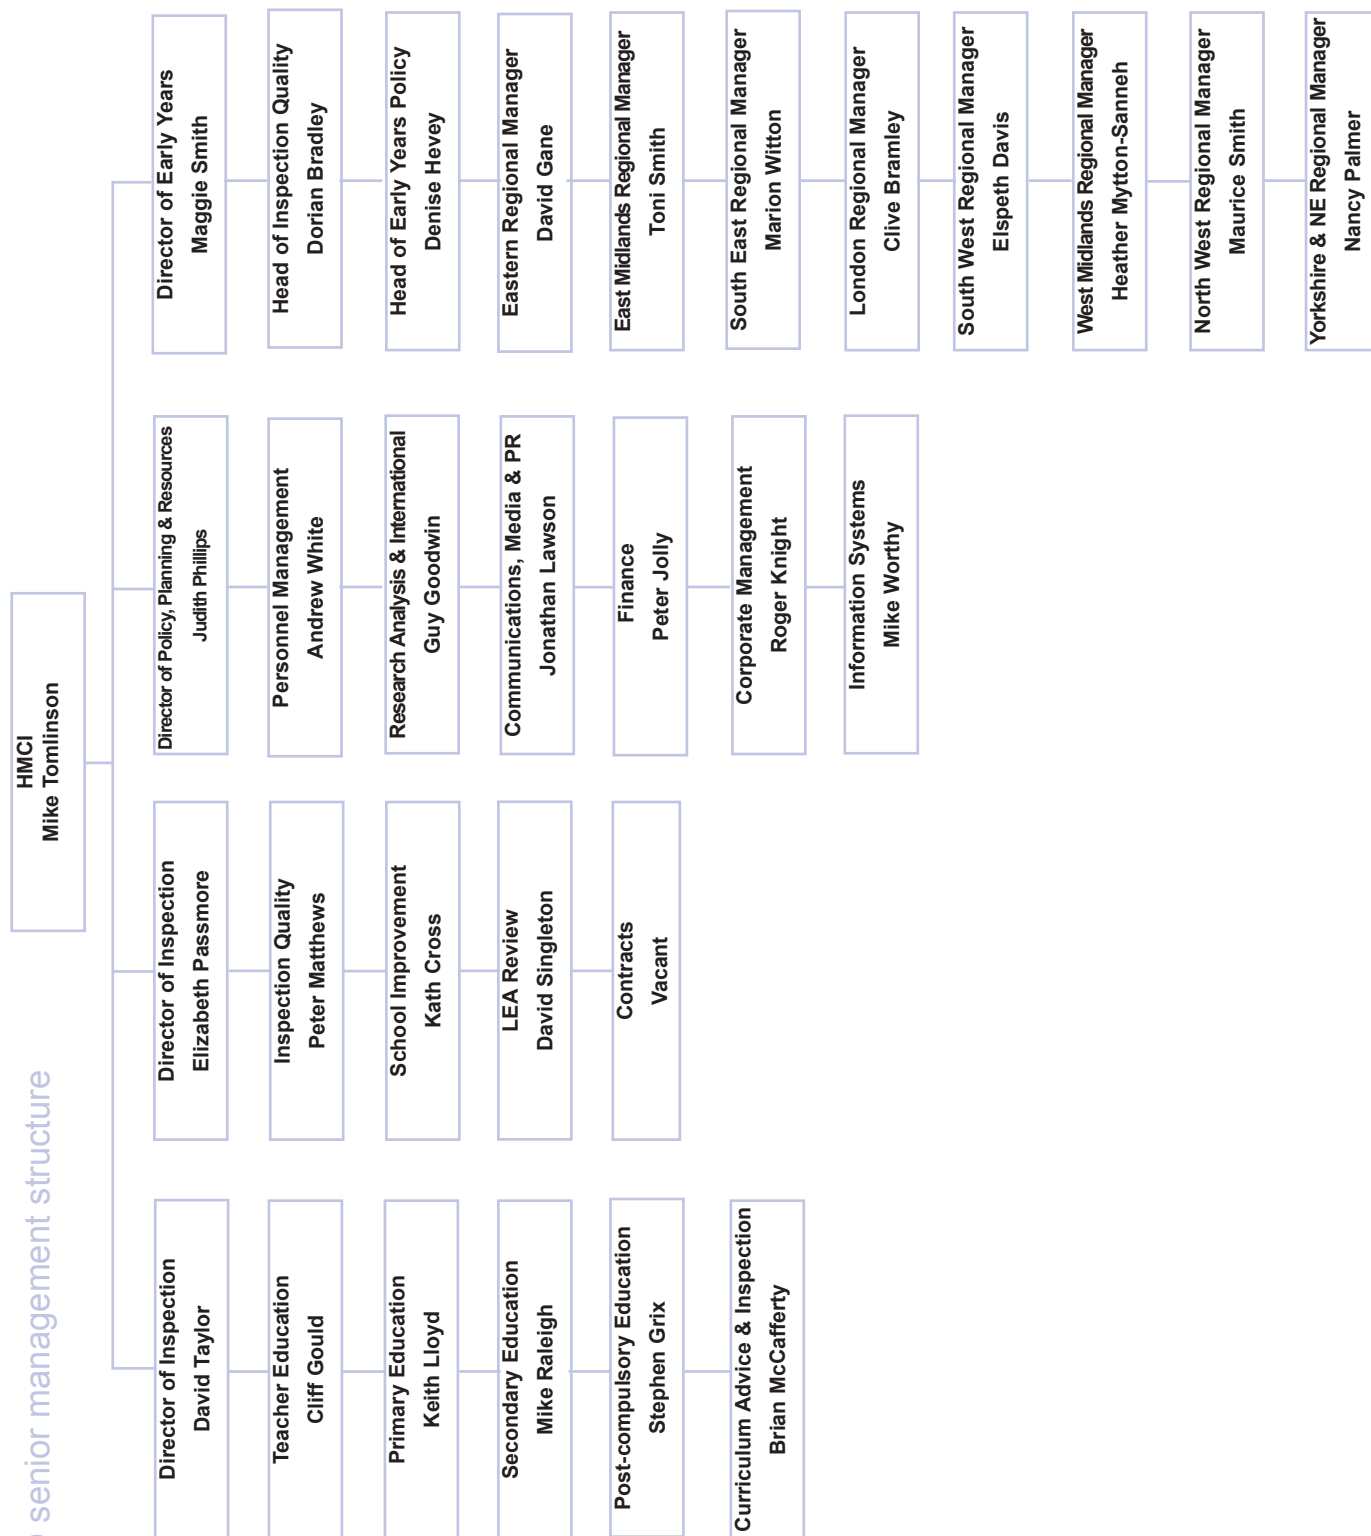 senior management structure
HMCI
Mike Tomlinson
Director of Inspection
David Taylor
Teacher Education
Cliff Gould
Primary Education
Keith Lloyd
Secondary Education
Mike Raleigh
Post-compulsory Education
Stephen Grix
Curriculum Advice & Inspection
Brian McCafferty
Director of Inspection
Elizabeth Passmore
Inspection Quality
Peter Matthews
School Improvement
Kath Cross
LEA Review
David Singleton
Contracts
Vacant
Director of Policy, Planning & Resources
Judith Phillips
Personnel Management
Andrew White
Research Analysis & International
Guy Goodwin
Communications, Media & PR
Jonathan Lawson
Finance
Peter Jolly
Corporate Management
Roger Knight
Information Systems
Mike Worthy
Director of Early Years
Maggie Smith
Head of Inspection Quality
Dorian Bradley
Head of Early Years Policy
Denise Hevey
Eastern Regional Manager
David Gane
East Midlands Regional Manager
Toni Smith
South East Regional Manager
Marion Witton
London Regional Manager
Clive Bramley
South West Regional Manager
Elspeth Davis
West Midlands Regional Manager
Heather Mytton-Sanneh
North West Regional Manager
Maurice Smith
Yorkshire & NE Regional Manager
Nancy Palmer